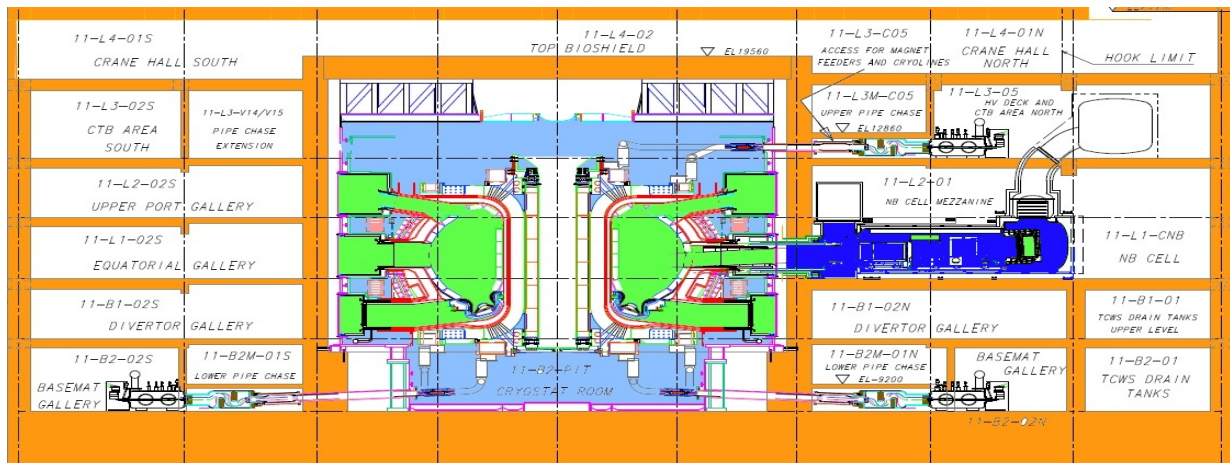 11-L4-01S
CRANE HALL SOUTH
11-L4-02
TOP BIOSHIELD
EL19560
11-L3-C05
ACCESS FOR MAGNET
FEEDERS AND CRYOLINES
11-L4-01N
CRANE HALL
NORTH
HOOK LIMIT
11-L3-02S
CTB AREA
SOUTH
11-L3-V14/V15
PIPE CHASE
EXTENSION
11-L3M-C05
UPPER PIPE CHASE
EL12860
11-L3-05
HV DECK AND
CTB AREA NORTH
11-L2-02S
UPPER PORT GALLERY
11-L2-01
NB CELL MEZZANINE
11-L1-02S
EQUATORIAL GALLERY
11-L1-CNB
NB CELL
11-B1-02S
DIVERTOR GALLERY
11-B1-02N
DIVERTOR GALLERY
11-B1-01
TCWS DRAIN TANKS
UPPER LEVEL
11-B2-02S
BASEMAT
GALLERY
11-B2M-01S
LOWER PIPE CHASE
11-B2-PIT
CRYOSTAT ROOM
11-B2M-01N
LOWER PIPE CHASE
EL-9200
BASEMAT
GALLERY
11-B2-02N
11-B2-01
TCWS DRAIN
TANKS